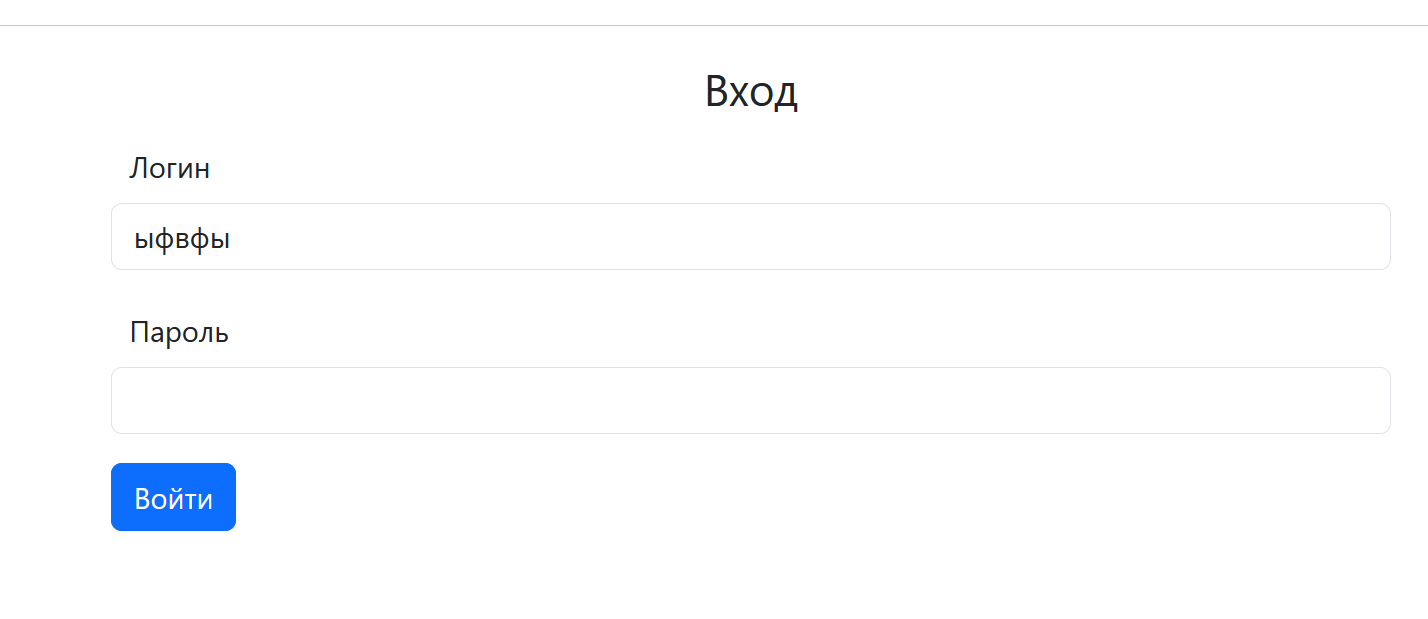 Вход
Логин
ыфвфы
Пароль
Войти